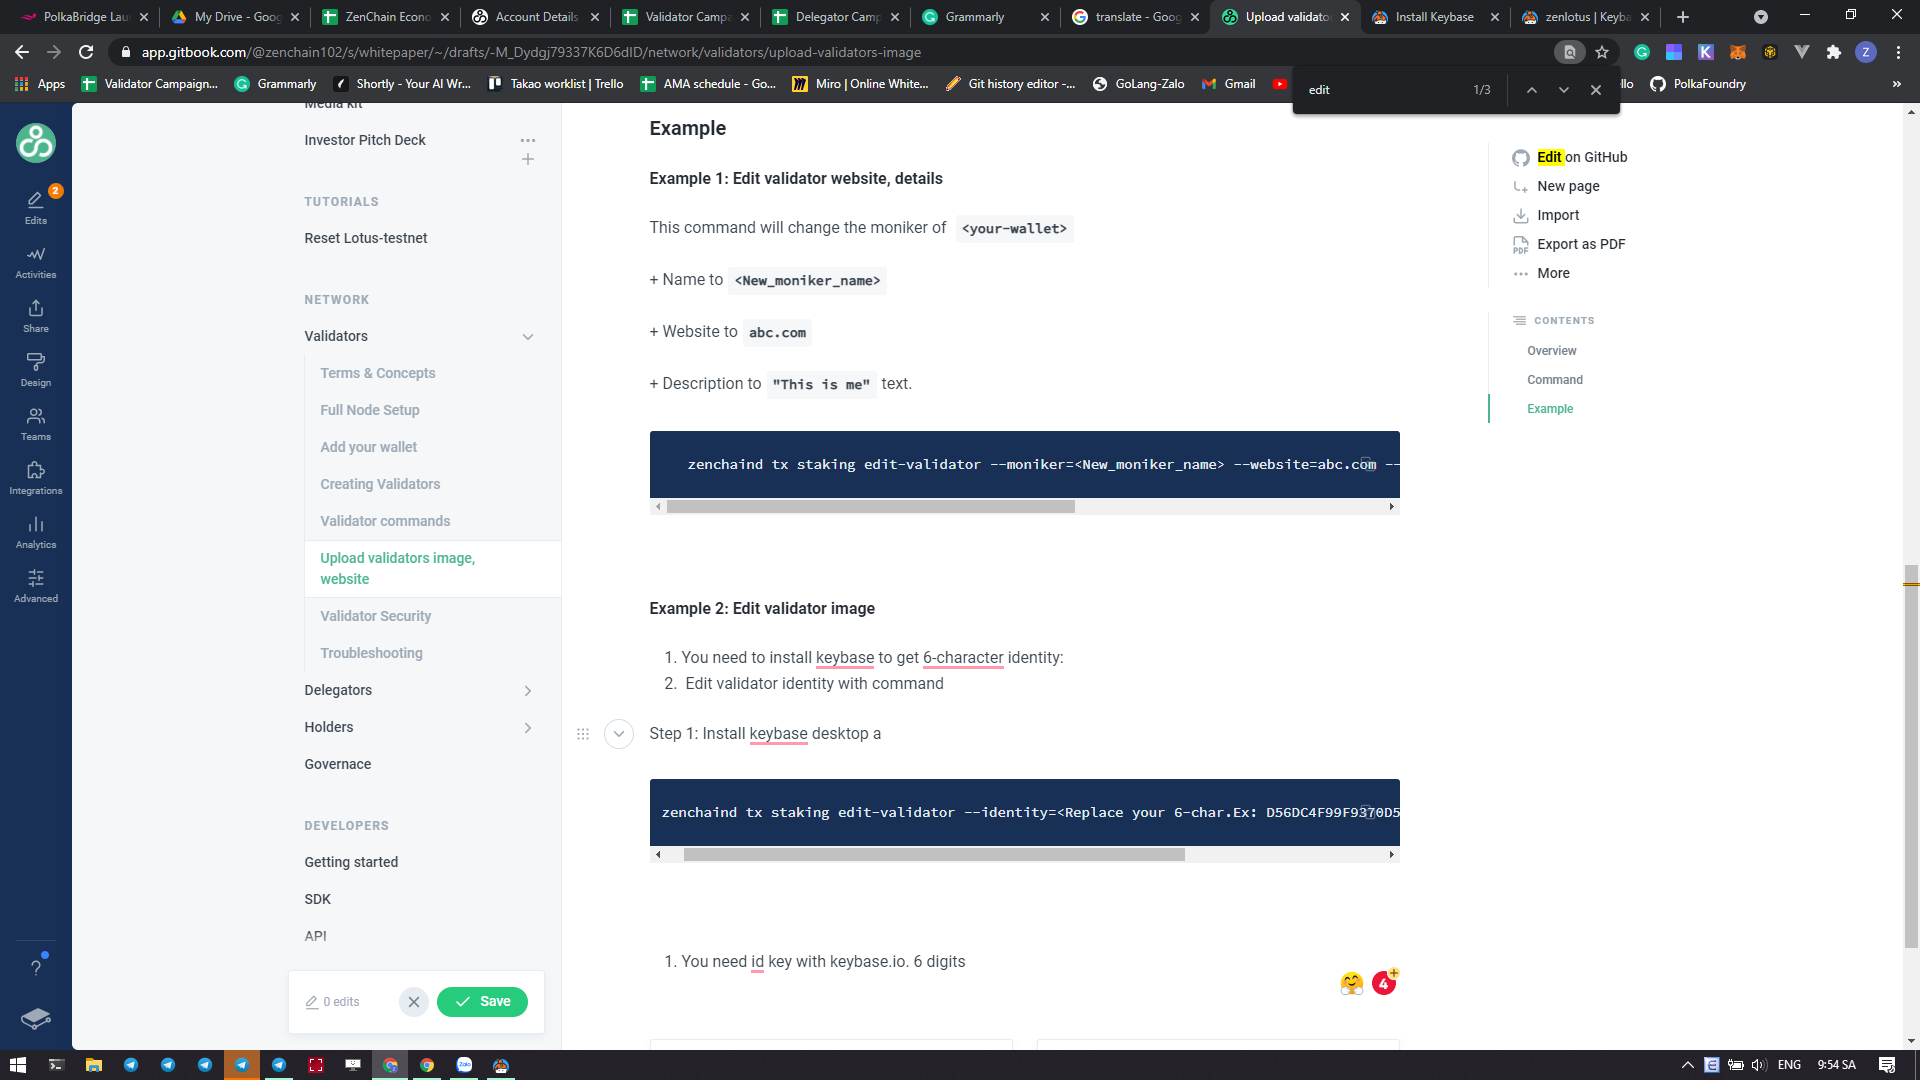 PolkaBridge Lau
My Drive - Goog
ZenChain Econo
Account Details
Validator Campa
Delegator Camp
Grammarly
translate - Goog
Upload validator
Install Keybase
zenlotus | Keyba
app.gitbook.com/@zenchain102/s/whitepaper/~/drafts/-M_Dydgj79337K6D6dID/network/validators/upload-validators-image
Z
Apps
Validator Campaign...
Grammarly
Shortly - Your AI Wr...
Takao worklist | Trello
AMA schedule - Go...
Miro | Online White...
Git history editor -...
GoLang-Zalo
Gmail
llo
PolkaFoundry
»
edit
1/3
2
Edits
Activities
Share
Design
Teams
Integrations
Analytics
Advanced
?
Media kit
Investor Pitch Deck
TUTORIALS
Reset Lotus-testnet
NETWORK
Validators
Terms & Concepts
Full Node Setup
Add your wallet
Creating Validators
Validator commands
Upload validators image,
website
Validator Security
Troubleshooting
Delegators
Holders
Governace
DEVELOPERS
Getting started
SDK
API
0 edits
Save
Example
Example 1: Edit validator website, details
This command will change the moniker of <your-wallet>
+ Name to <New_moniker_name>
+ Website to abc.com
+ Description to "This is me" text.
zenchaind tx staking edit-validator --moniker=<New_moniker_name> --website=abc.com --
Example 2: Edit validator image
1. You need to install keybase to get 6-character identity:
2. Edit validator identity with command
Step 1: Install keybase desktop a
zenchaind tx staking edit-validator --identity=<Replace your 6-char.Ex: D56DC4F99F9370D5
1. You need id key with keybase.io. 6 digits
4
+
Edit on GitHub
New page
Import
PDF
Export as PDF
More
CONTENTS
Overview
Command
Example
Zalo
ENG
9:54 SA